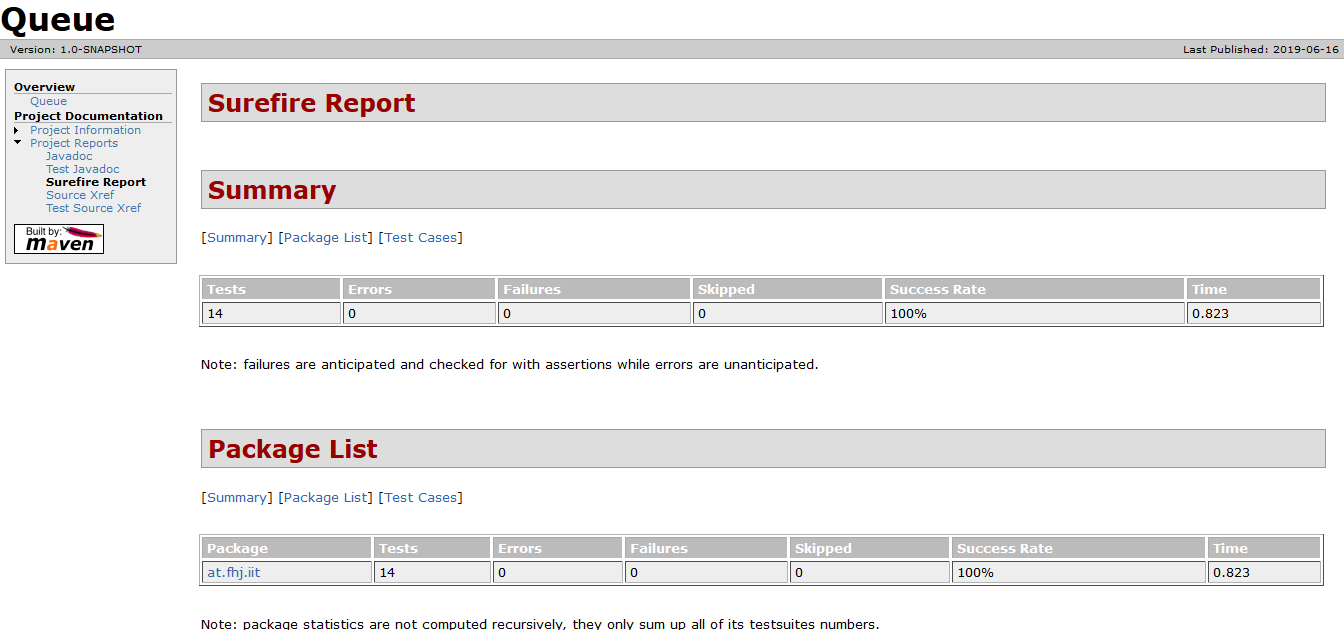 Queue
Version: 1.0-SNAPSHOT Last Published: 2019-06-16
Overview
Queue
Project Documentation
Project Information
Project Reports
Javadoc
Test Javadoc
Surefire Report
Source Xref
Test Source Xref
Built by:
maven
Surefire Report
Summary
[Summary] [Package List] [Test Cases]
Tests Errors Failures Skipped Success Rate Time
14 0 0 0 100% 0.823
Note: failures are anticipated and checked for with assertions while errors are unanticipated.
Package List
[Summary] [Package List] [Test Cases]
Package Tests Errors Failures Skipped Success Rate Time
at.fhj.iit 14 0 0 0 100% 0.823
Note: package statistics are not computed recursively, they only sum up all of its testsuites numbers.